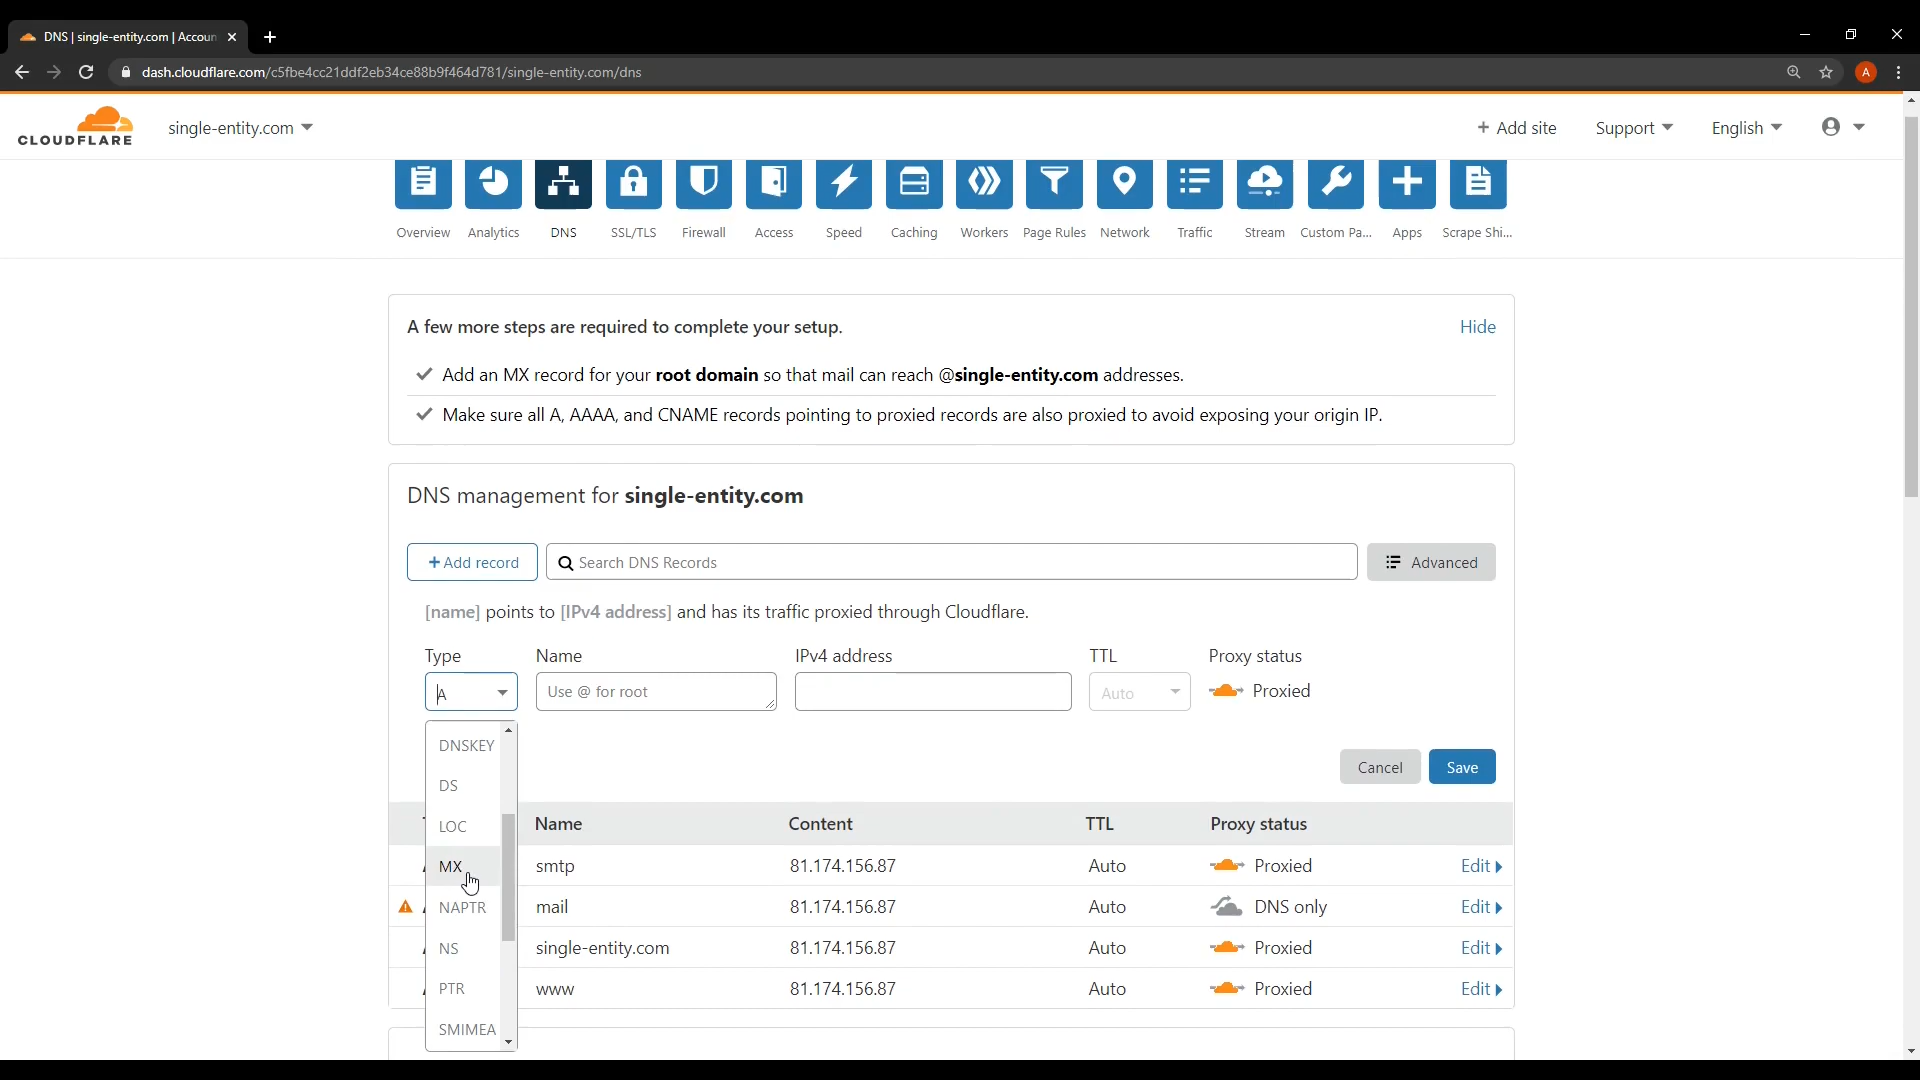 DNS | single-entity.com | Accoun
dash.cloudflare.com/c5fbe4cc21ddf2eb34ce88b9f464d781/single-entity.com/dns
A
CLOUDFLARE
single-entity.com
+ Add site
Support
English
Overview
Analytics
DNS
SSL/TLS
Firewall
Access
Speed
Caching
Workers
Page Rules
Network
Traffic
Stream
Custom Pa...
Apps
Scrape Shi...
A few more steps are required to complete your setup.
Hide
Add an MX record for your root domain so that mail can reach @single-entity.com addresses.
Make sure all A, AAAA, and CNAME records pointing to proxied records are also proxied to avoid exposing your origin IP.
DNS management for single-entity.com
+ Add record
Search DNS Records
Advanced
[name] points to [IPv4 address] and has its traffic proxied through Cloudflare.
Type Name IPv4 address TTL Proxy status
A Use @ for root Auto Proxied
DNSKEY
DS
LOC
MX
NAPTR
NS
PTR
SMIMEA
Cancel
Save
Name Content TTL Proxy status
smtp 81.174.156.87 Auto Proxied Edit
mail 81.174.156.87 Auto DNS only Edit
single-entity.com 81.174.156.87 Auto Proxied Edit
www 81.174.156.87 Auto Proxied Edit